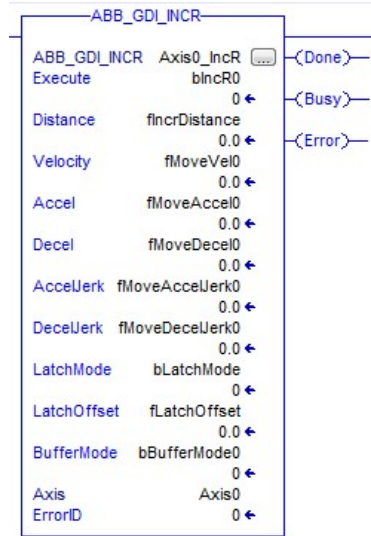 ABB_GDI_INCR
ABB_GDI_INCR Axis0_IncR ... (Done)
Execute bIncR0
0 (Busy)
Distance fIncrDistance
0.0 (Error)
Velocity fMoveVel0
0.0
Accel fMoveAccel0
0.0
Decel fMoveDecel0
0.0
AccelJerk fMoveAccelJerk0
0.0
DecelJerk fMoveDecelJerk0
0.0
LatchMode bLatchMode
0
LatchOffset fLatchOffset
0.0
BufferMode bBufferMode0
0
Axis Axis0
ErrorID 0